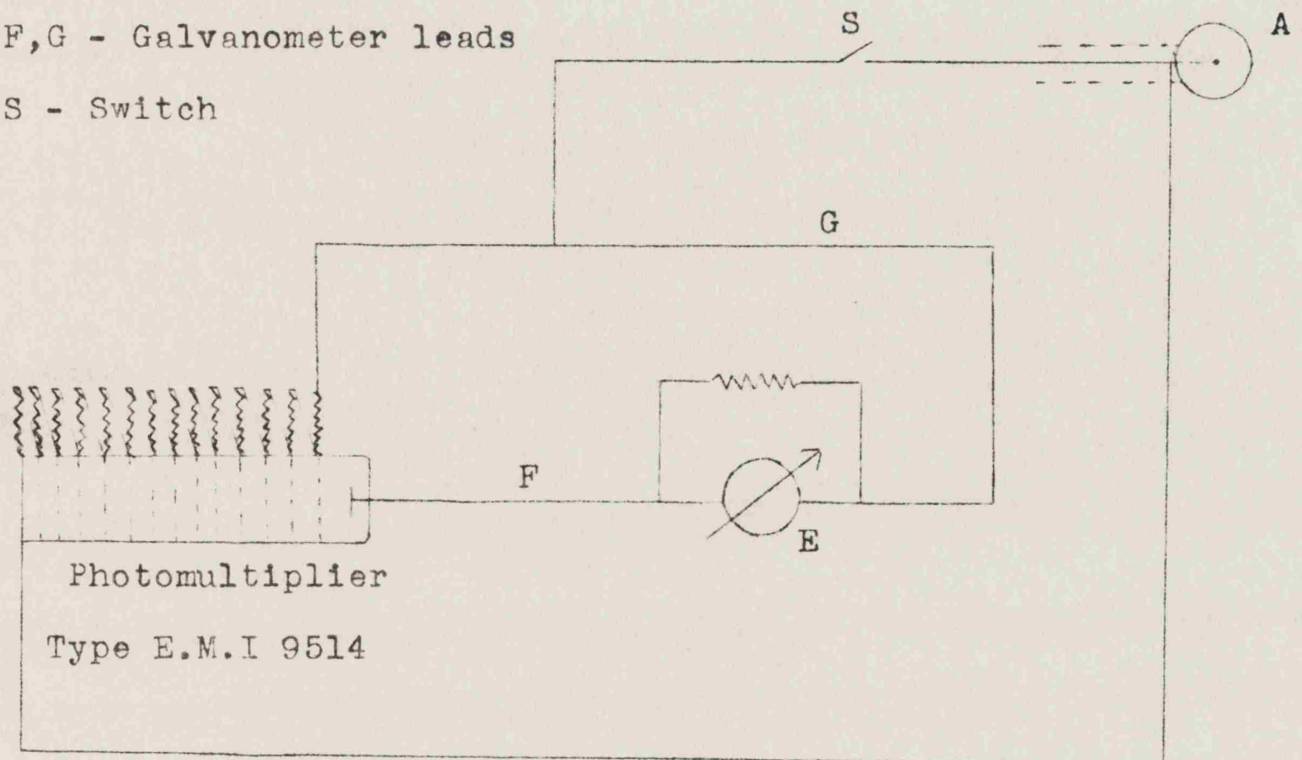 F,G - Galvanometer leads
S - Switch
S
A
G
F
E
Photomultiplier
Type E.M.I 9514